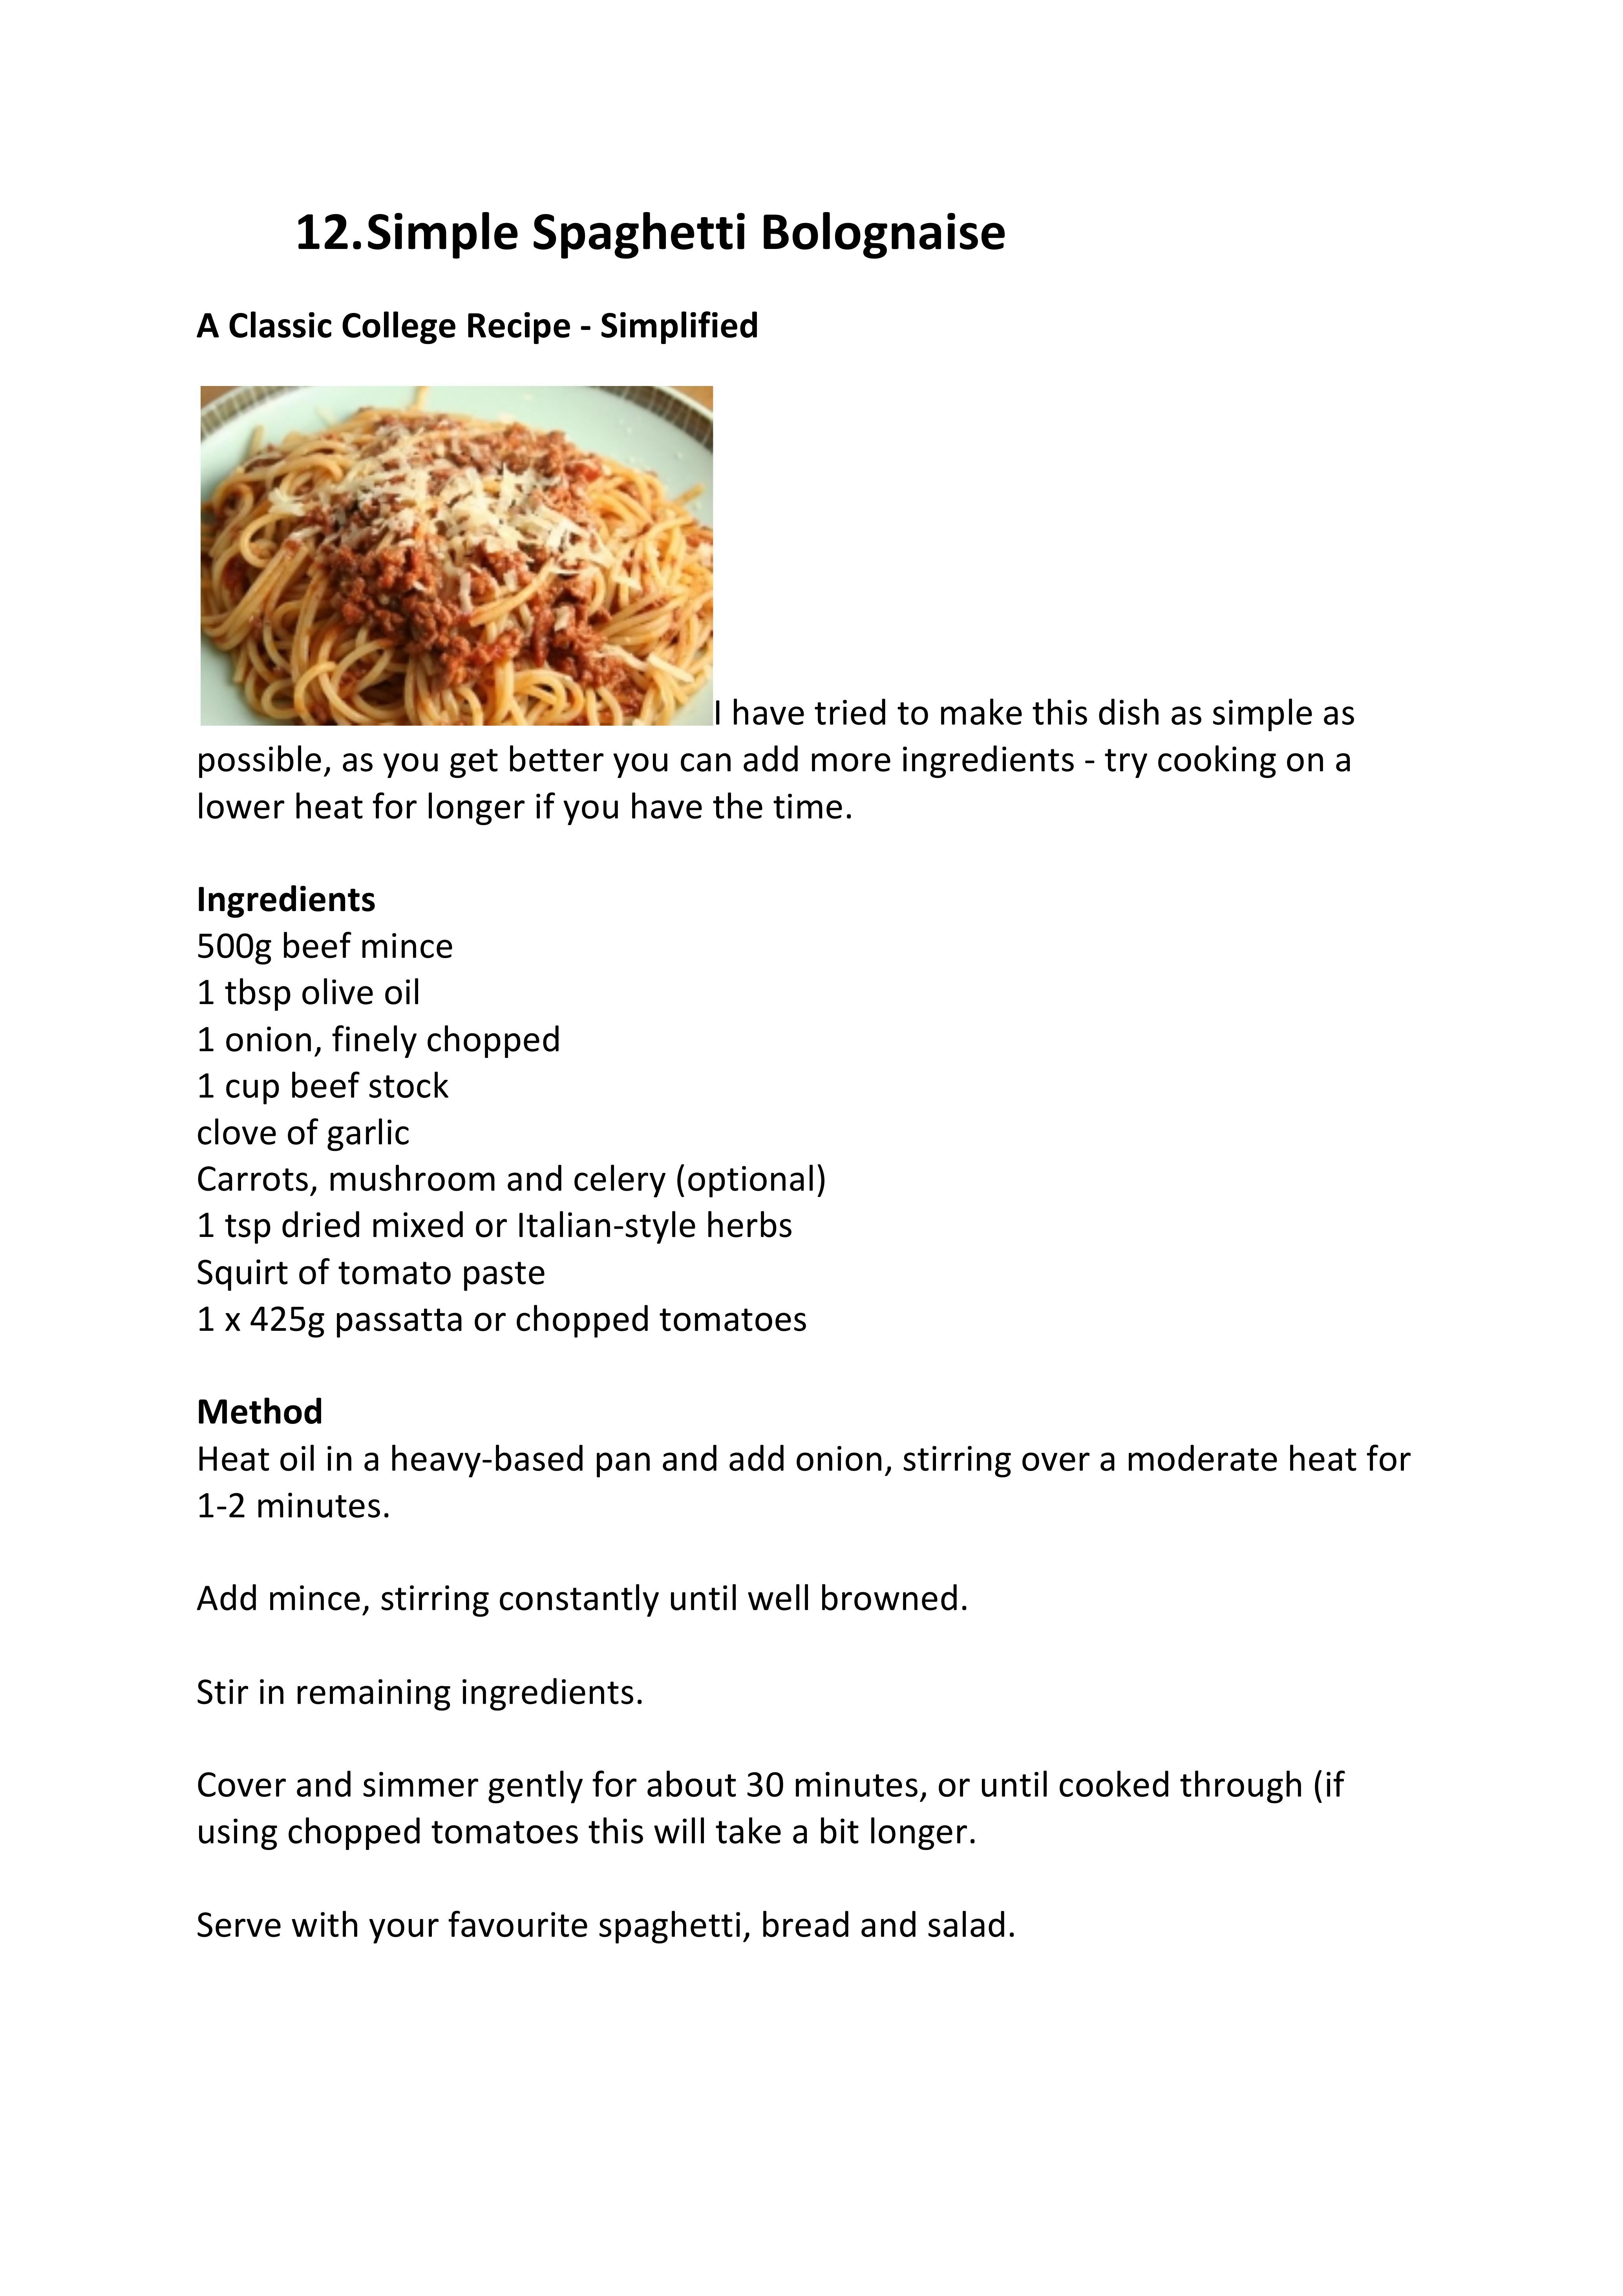 12.Simple Spaghetti Bolognaise
A Classic College Recipe - Simplified
I have tried to make this dish as simple as
possible, as you get better you can add more ingredients - try cooking on a
lower heat for longer if you have the time.
Ingredients
500g beef mince
1 tbsp olive oil
1 onion, finely chopped
1 cup beef stock
clove of garlic
Carrots, mushroom and celery (optional)
1 tsp dried mixed or Italian-style herbs
Squirt of tomato paste
1 x 425g passatta or chopped tomatoes
Method
Heat oil in a heavy-based pan and add onion, stirring over a moderate heat for
1-2 minutes.
Add mince, stirring constantly until well browned.
Stir in remaining ingredients.
Cover and simmer gently for about 30 minutes, or until cooked through (if
using chopped tomatoes this will take a bit longer.
Serve with your favourite spaghetti, bread and salad.